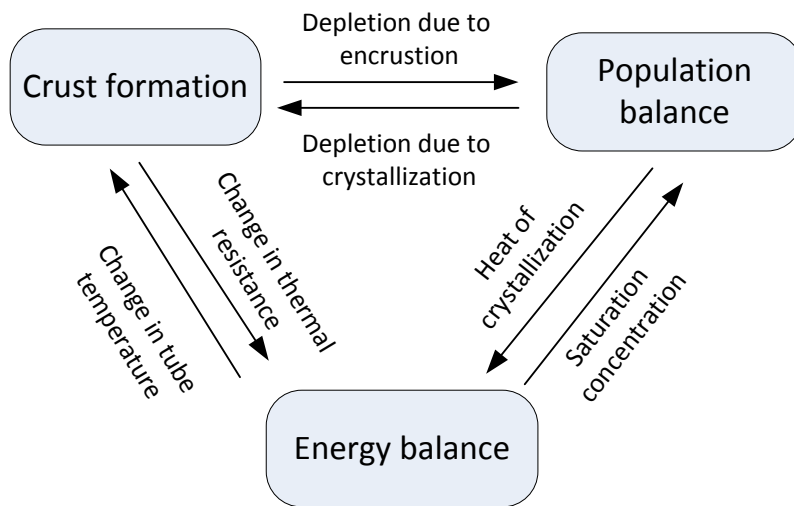 Depletion due to
encrustion
Crust formation
Population
balance
Depletion due to
crystallization
Change in thermal
resistance
Change in tube
temperature
Heat of
crystallization
Saturation
concentration
Energy balance